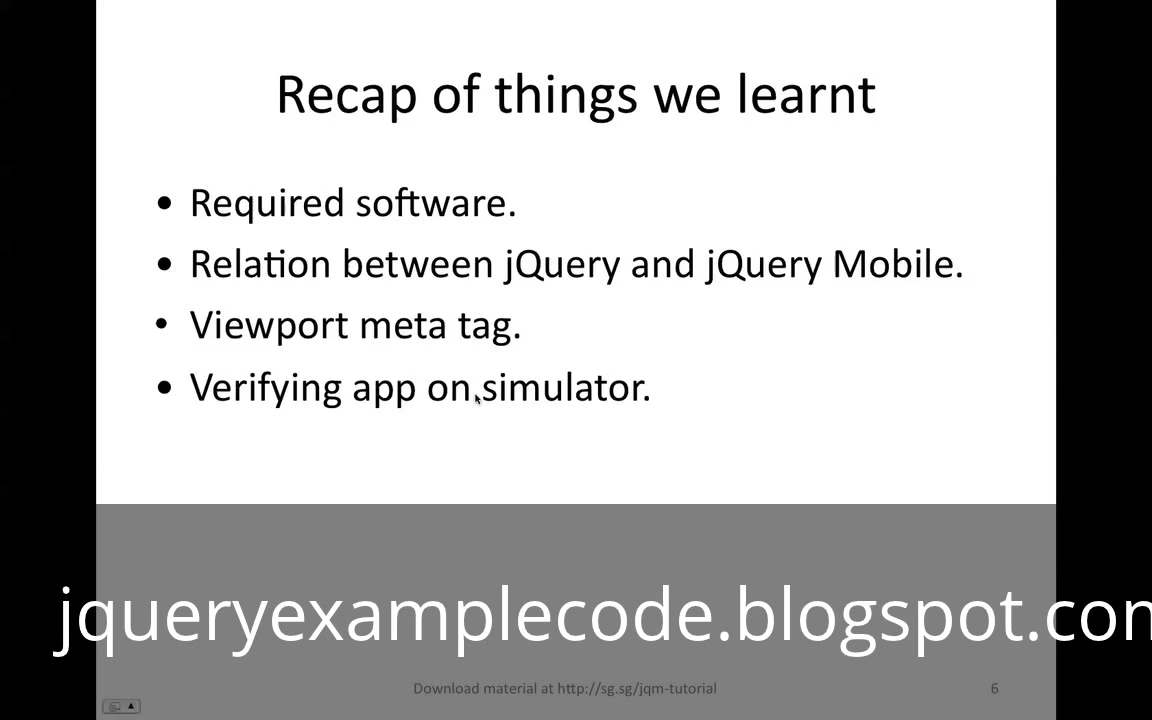 Recap of things we learnt
• Required software.
• Relation between jQuery and jQuery Mobile.
• Viewport meta tag.
• Verifying app on simulator.
jqueryexamplecode.blogspot.com
Download material at http://sg.sg/jqm-tutorial
6